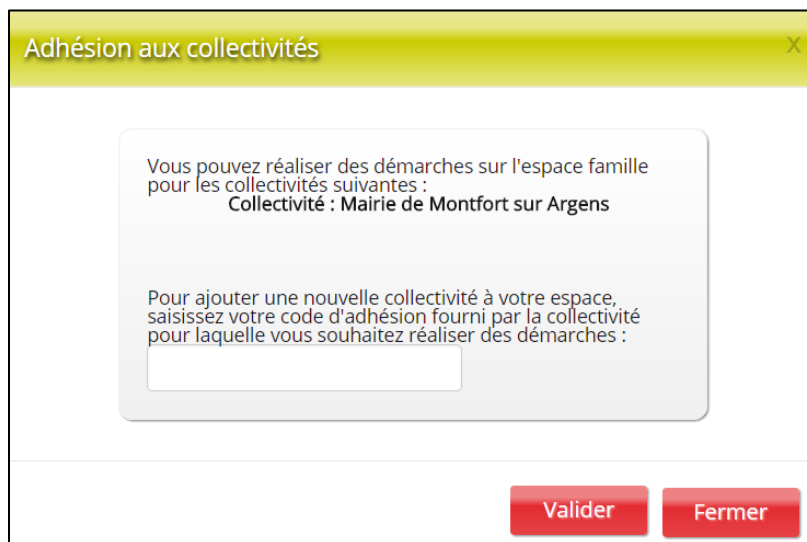 Adhésion aux collectivités
X
Vous pouvez réaliser des démarches sur l'espace famille
pour les collectivités suivantes :
Collectivité : Mairie de Montfort sur Argens
Pour ajouter une nouvelle collectivité à votre espace,
saisissez votre code d'adhésion fourni par la collectivité
pour laquelle vous souhaitez réaliser des démarches :
Valider
Fermer